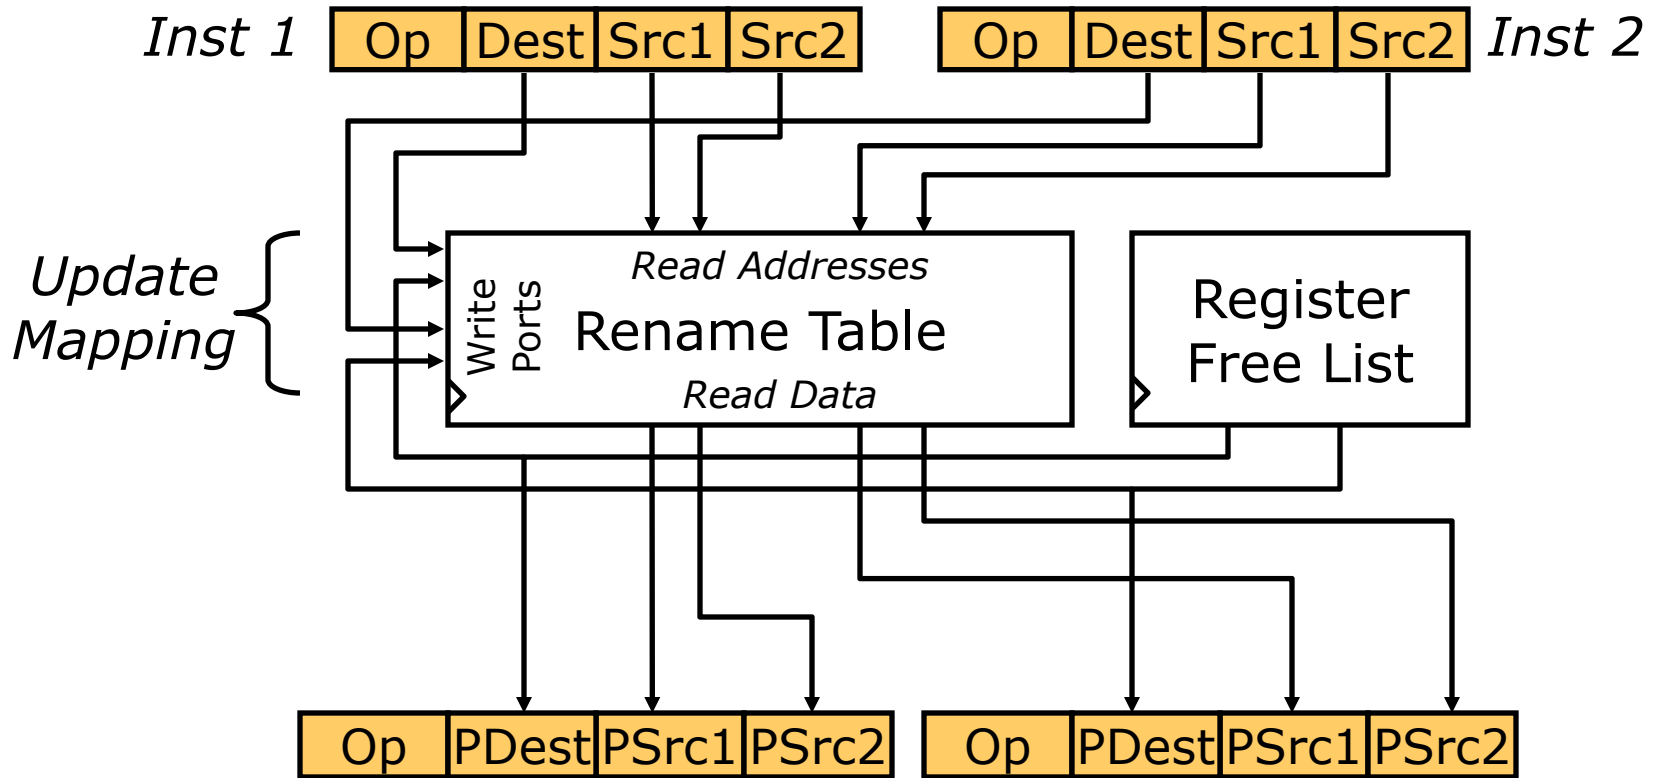 Inst 1 Op Dest Src1 Src2 Op Dest Src1 Src2 Inst 2
Update
Mapping
Write
Ports
Read Addresses
Rename Table
Read Data
Register
Free List
Op PDest PSrc1 PSrc2 Op PDest PSrc1 PSrc2